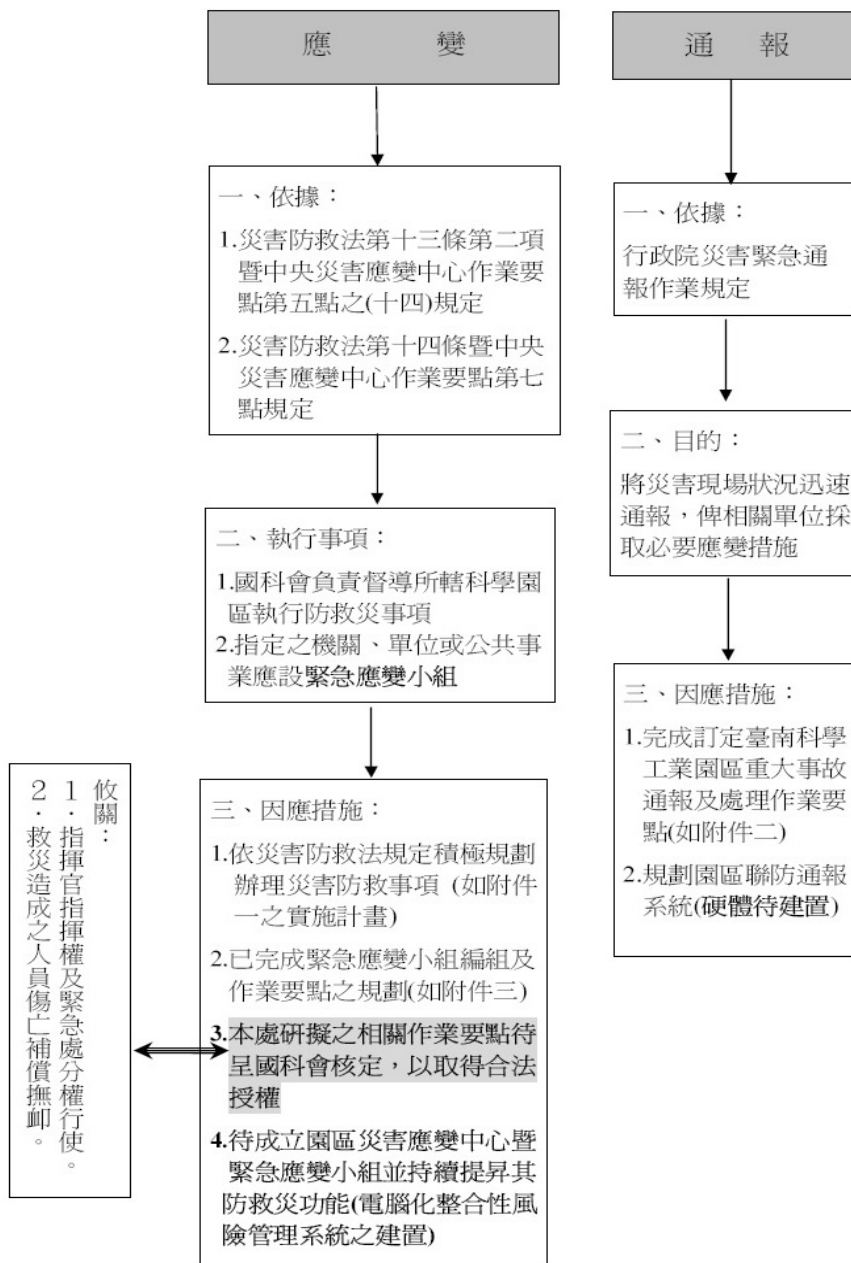 應　　變
一、依據：
1.災害防救法第十三條第二項
暨中央災害應變中心作業要
點第五點之(十四)規定
2.災害防救法第十四條暨中央
災害應變中心作業要點第七
點規定
二、執行事項：
1.國科會負責督導所轄科學園
區執行防救災事項
2.指定之機關、單位或公共事
業應設緊急應變小組
三、因應措施：
1.依災害防救法規定積極規劃
辦理災害防救事項 (如附件
一之實施計畫)
2.已完成緊急應變小組編組及
作業要點之規劃(如附件三)
3.本處研擬之相關作業要點待
呈國科會核定，以取得合法
授權
4.待成立園區災害應變中心暨
緊急應變小組並持續提昇其
防救災功能(電腦化整合性風
險管理系統之建置)
攸關：
1．指揮官指揮權及緊急處分權行使。
2．救災造成之人員傷亡補償撫卹。
通　報
一、依據：
行政院災害緊急通
報作業規定
二、目的：
將災害現場狀況迅速
通報，俾相關單位採
取必要應變措施
三、因應措施：
1.完成訂定臺南科學
工業園區重大事故
通報及處理作業要
點(如附件二)
2.規劃園區聯防通報
系統(硬體待建置)